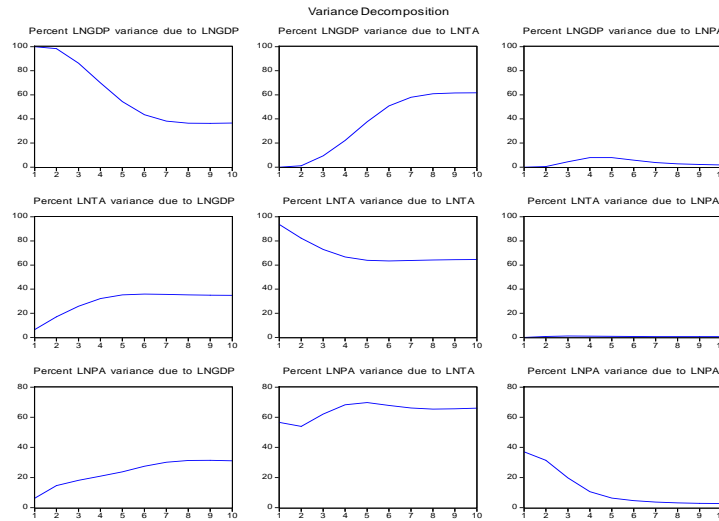 Variance Decomposition
Percent LNGDP variance due to LNGDP
Percent LNGDP variance due to LNTA
Percent LNGDP variance due to LNPA
100
80
60
40
20
0
1 2 3 4 5 6 7 8 9 10
100
80
60
40
20
0
1 2 3 4 5 6 7 8 9 10
100
80
60
40
20
0
1 2 3 4 5 6 7 8 9 1
Percent LNTA variance due to LNGDP
Percent LNTA variance due to LNTA
Percent LNTA variance due to LNPA
100
80
60
40
20
0
1 2 3 4 5 6 7 8 9 10
100
80
60
40
20
0
1 2 3 4 5 6 7 8 9 10
100
80
60
40
20
0
1 2 3 4 5 6 7 8 9 1
Percent LNPA variance due to LNGDP
Percent LNPA variance due to LNTA
Percent LNPA variance due to LNPA
80
60
40
20
0
1 2 3 4 5 6 7 8 9 10
80
60
40
20
0
1 2 3 4 5 6 7 8 9 10
80
60
40
20
0
1 2 3 4 5 6 7 8 9 1